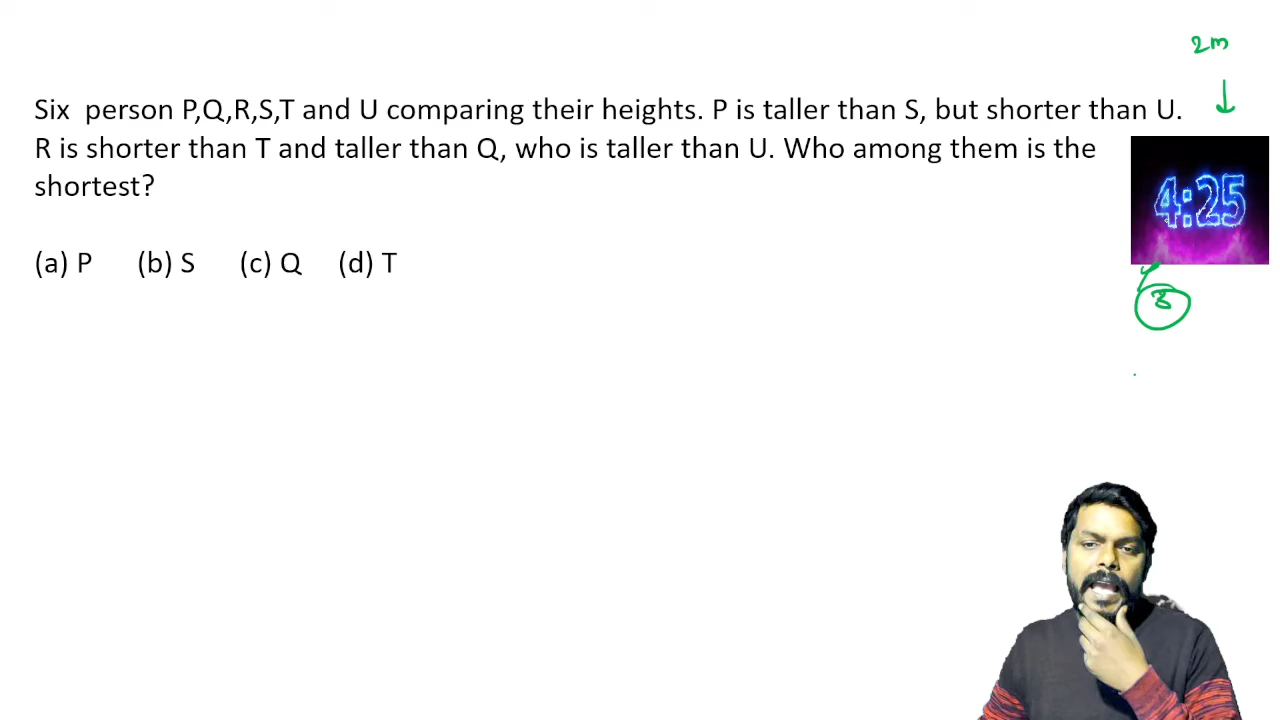 2m
Six person P,Q,R,S,T and U comparing their heights. P is taller than S, but shorter than U.
R is shorter than T and taller than Q, who is taller than U. Who among them is the
shortest?
4:25
(a) P (b) S (c) Q (d) T